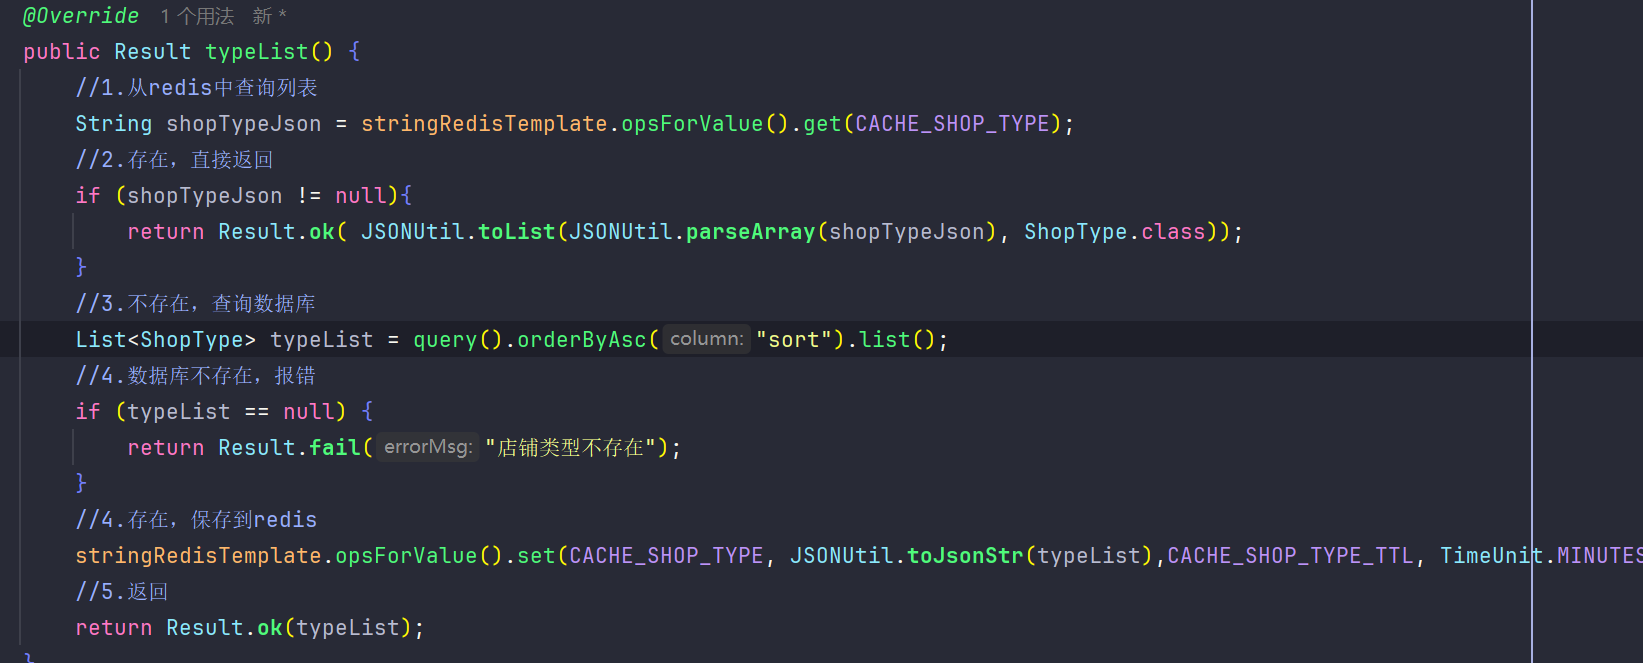 @Override 1 个用法 新 *
public Result typeList() {
//1.从redis中查询列表
String shopTypeJson = stringRedisTemplate.opsForValue().get(CACHE_SHOP_TYPE);
//2.存在，直接返回
if (shopTypeJson != null){
return Result.ok( JSONUtil.toList(JSONUtil.parseArray(shopTypeJson), ShopType.class));
}
//3.不存在，查询数据库
List<ShopType> typeList = query().orderByAsc( column: "sort").list();
//4.数据库不存在，报错
if (typeList == null) {
return Result.fail( errorMsg: "店铺类型不存在");
}
//4.存在，保存到redis
stringRedisTemplate.opsForValue().set(CACHE_SHOP_TYPE, JSONUtil.toJsonStr(typeList),CACHE_SHOP_TYPE_TTL, TimeUnit.MINUTES
//5.返回
return Result.ok(typeList);
}